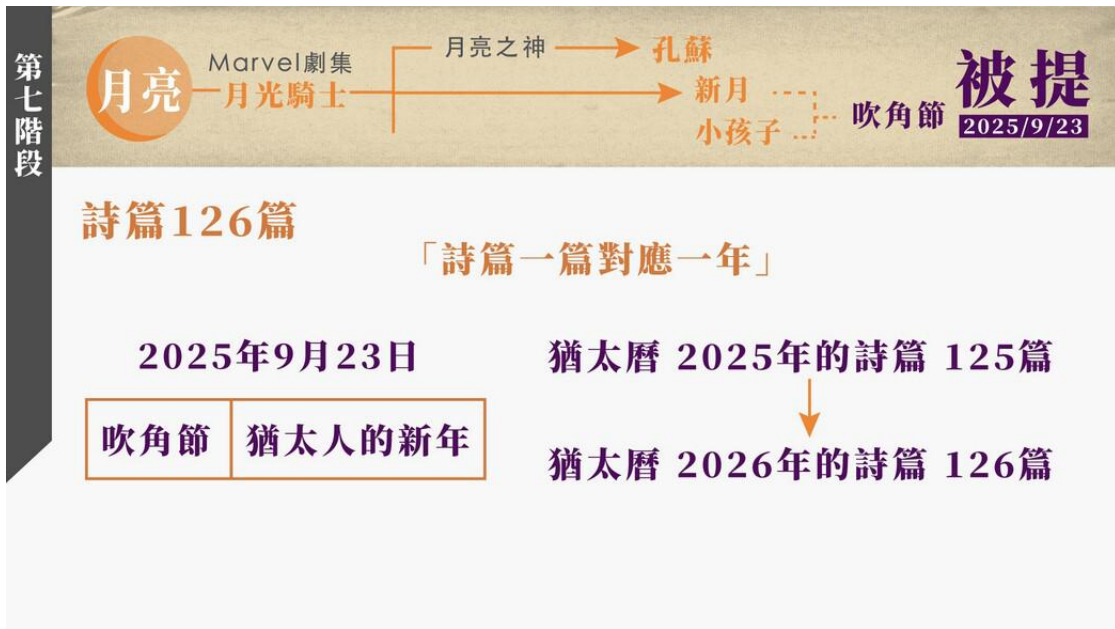 第七階段
月亮
Marvel劇集
月光騎士
月亮之神
孔蘇
新月
小孩子
吹角節
被提
2025/9/23
詩篇126篇
「詩篇一篇對應一年」
2025年9月23日
吹角節 猶太人的新年
猶太曆 2025年的詩篇 125篇
猶太曆 2026年的詩篇 126篇